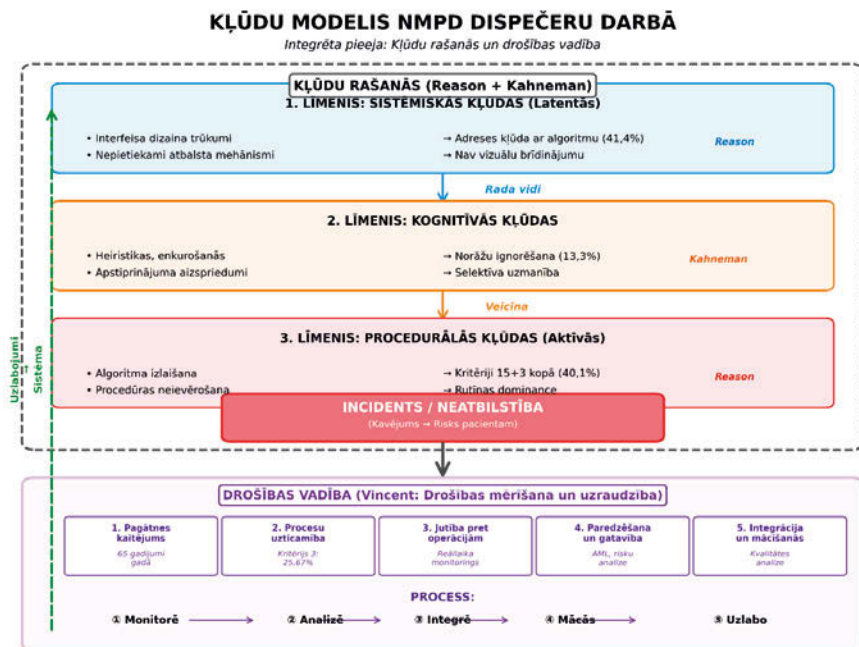 KĻŪDU MODELIS NMPD DISPEČERU DARBĀ
Integrēta pieeja: Kļūdu rašanās un drošības vadība
KĻŪDU RAŠANĀS (Reason + Kahneman)
1. LĪMENIS: SISTĒMISKĀS KĻŪDAS (Latentās)
• Interfeisa dizaina trūkumi
→ Adreses kļūda ar algoritmu (41,4%)
Reason
• Nepietiekami atbalsta mehānismi
→ Nav vizuālu brīdinājumu
Rada vidi
2. LĪMENIS: KOGNITĪVĀS KĻŪDAS
• Heiristikas, enkurošanās
→ Norāžu ignorēšana (13,3%)
Kahneman
• Apstiprinājuma aizspriedumi
→ Selektīva uzmanība
Veicina
3. LĪMENIS: PROCEDURĀLĀS KĻŪDAS (Aktīvās)
• Algoritma izlaišana
→ Kritēriji 15+3 kopā (40,1%)
Reason
• Procedūras neievērošana
→ Rutīnas dominance
Uzlabojumi
→
Sistēma
INCIDENTS / NEATBILSTĪBA
(Kavējums → Risks pacientam)
DROŠĪBAS VADĪBA (Vincent: Drošības mērīšana un uzraudzība)
1. Pagātnes
kaitējums
65 gadījumi
gadā
2. Procesu
uzticamība
Kritērijs 3:
25,67%
3. Jutība pret
operācijām
Reāllaika
monitorings
4. Paredzēšana
un gatavība
AML, risku
analīze
5. Integrācija
un mācīšanās
Kvalitātes
analīze
PROCESS:
① Monitorē ② Analizē ③ Integrē ④ Mācās ⑤ Uzlabo